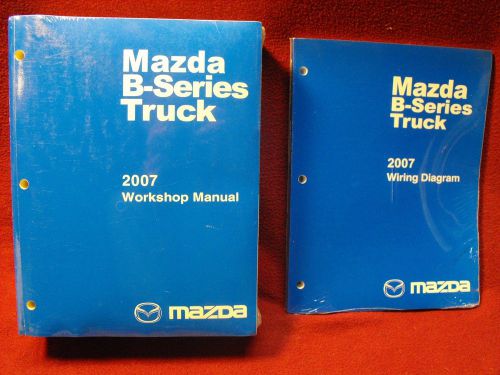 Mazda
B-Series
Truck
2007
Workshop Manual
mazda
Mazda
B-Series
Truck
2007
Wiring Diagram
mazda